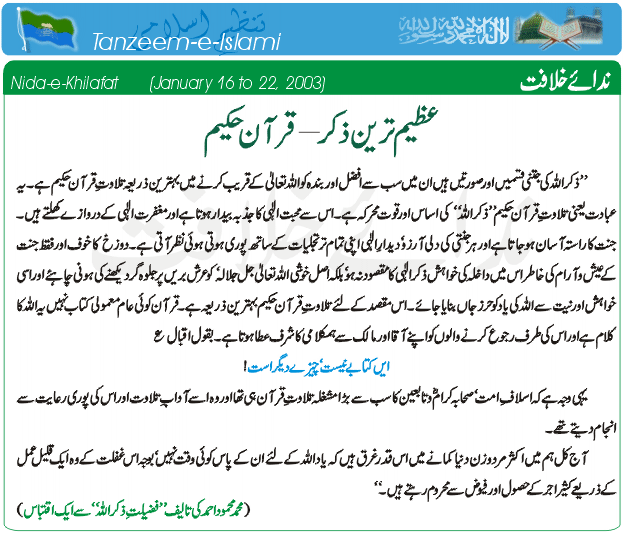 تنظیم اسلامی
Tanzeem-e-Islami
لا اله الا الله محمد رسول الله
Nida-e-Khilafat (January 16 to 22, 2003) ندائے خلافت
عظیم ترین ذکر – قرآن حکیم
”ذکر اللہ کی جتنی قسمیں اور صورتیں ہیں ان میں سب سے افضل اور بندہ کو اللہ تعالیٰ کے قریب کرنے میں بہترین ذریعہ تلاوتِ قرآن حکیم ہے۔ یہ
عبادت یعنی تلاوتِ قرآن حکیم ”ذکر اللہ“ کی اساس اور قوت محرکہ ہے۔ اس سے محبت الٰہی کا جذبہ بیدار ہوتا ہے اور مغفرت الٰہی کے دروازے کھلتے ہیں۔
جنت کا راستہ آسان ہو جاتا ہے اور ہر جنتی کی دلی آرزو دیدارِ الٰہی اپنی تمام تر تجلیات کے ساتھ پوری ہوتی ہوئی نظر آتی ہے۔ دوزخ کا خوف اور فقط جنت
کے عیش و آرام کی خاطر اس میں داخلہ کی خواہش ذکر الٰہی کا مقصود نہ ہو‘ بلکہ اصل خوشی اللہ تعالیٰ جل جلالہ‘ کو عرش بریں پر جلوہ گر دیکھنے کی ہونی چاہئے اور اسی
خواہش اور نیت سے اللہ کی یاد کو حرزِ جاں بنایا جائے۔ اس مقصد کے لئے تلاوتِ قرآن حکیم بہترین ذریعہ ہے۔ قرآن کوئی عام معمولی کتاب نہیں یہ اللہ کا
کلام ہے اور اس کی طرف رجوع کرنے والوں کو اپنے آقا اور مالک سے ہمکلامی کا شرف عطا ہوتا ہے۔ بقول اقبال ع
ایں کتابے نیست‘ چیزے دیگر است!
یہی وجہ ہے کہ اسلافِ امت‘ صحابہ کرامؓ و تابعین کا سب سے بڑا مشغلہ تلاوتِ قرآن ہی تھا اور وہ اسے آدابِ تلاوت اور اس کی پوری رعایت سے
انجام دیتے تھے۔
آج کل ہم میں اکثر مرد و زن دنیا کمانے میں اس قدر غرق ہیں کہ یاد اللہ کے لئے ان کے پاس کوئی وقت نہیں‘ بوجہ اس غفلت کے وہ ایک قلیل عمل
کے ذریعے کثیر اجر کے حصول اور فیوض سے محروم رہتے ہیں۔“
(محمد محمود احمد کی تالیف ”فضیلتِ ذکر اللہ“ سے ایک اقتباس)